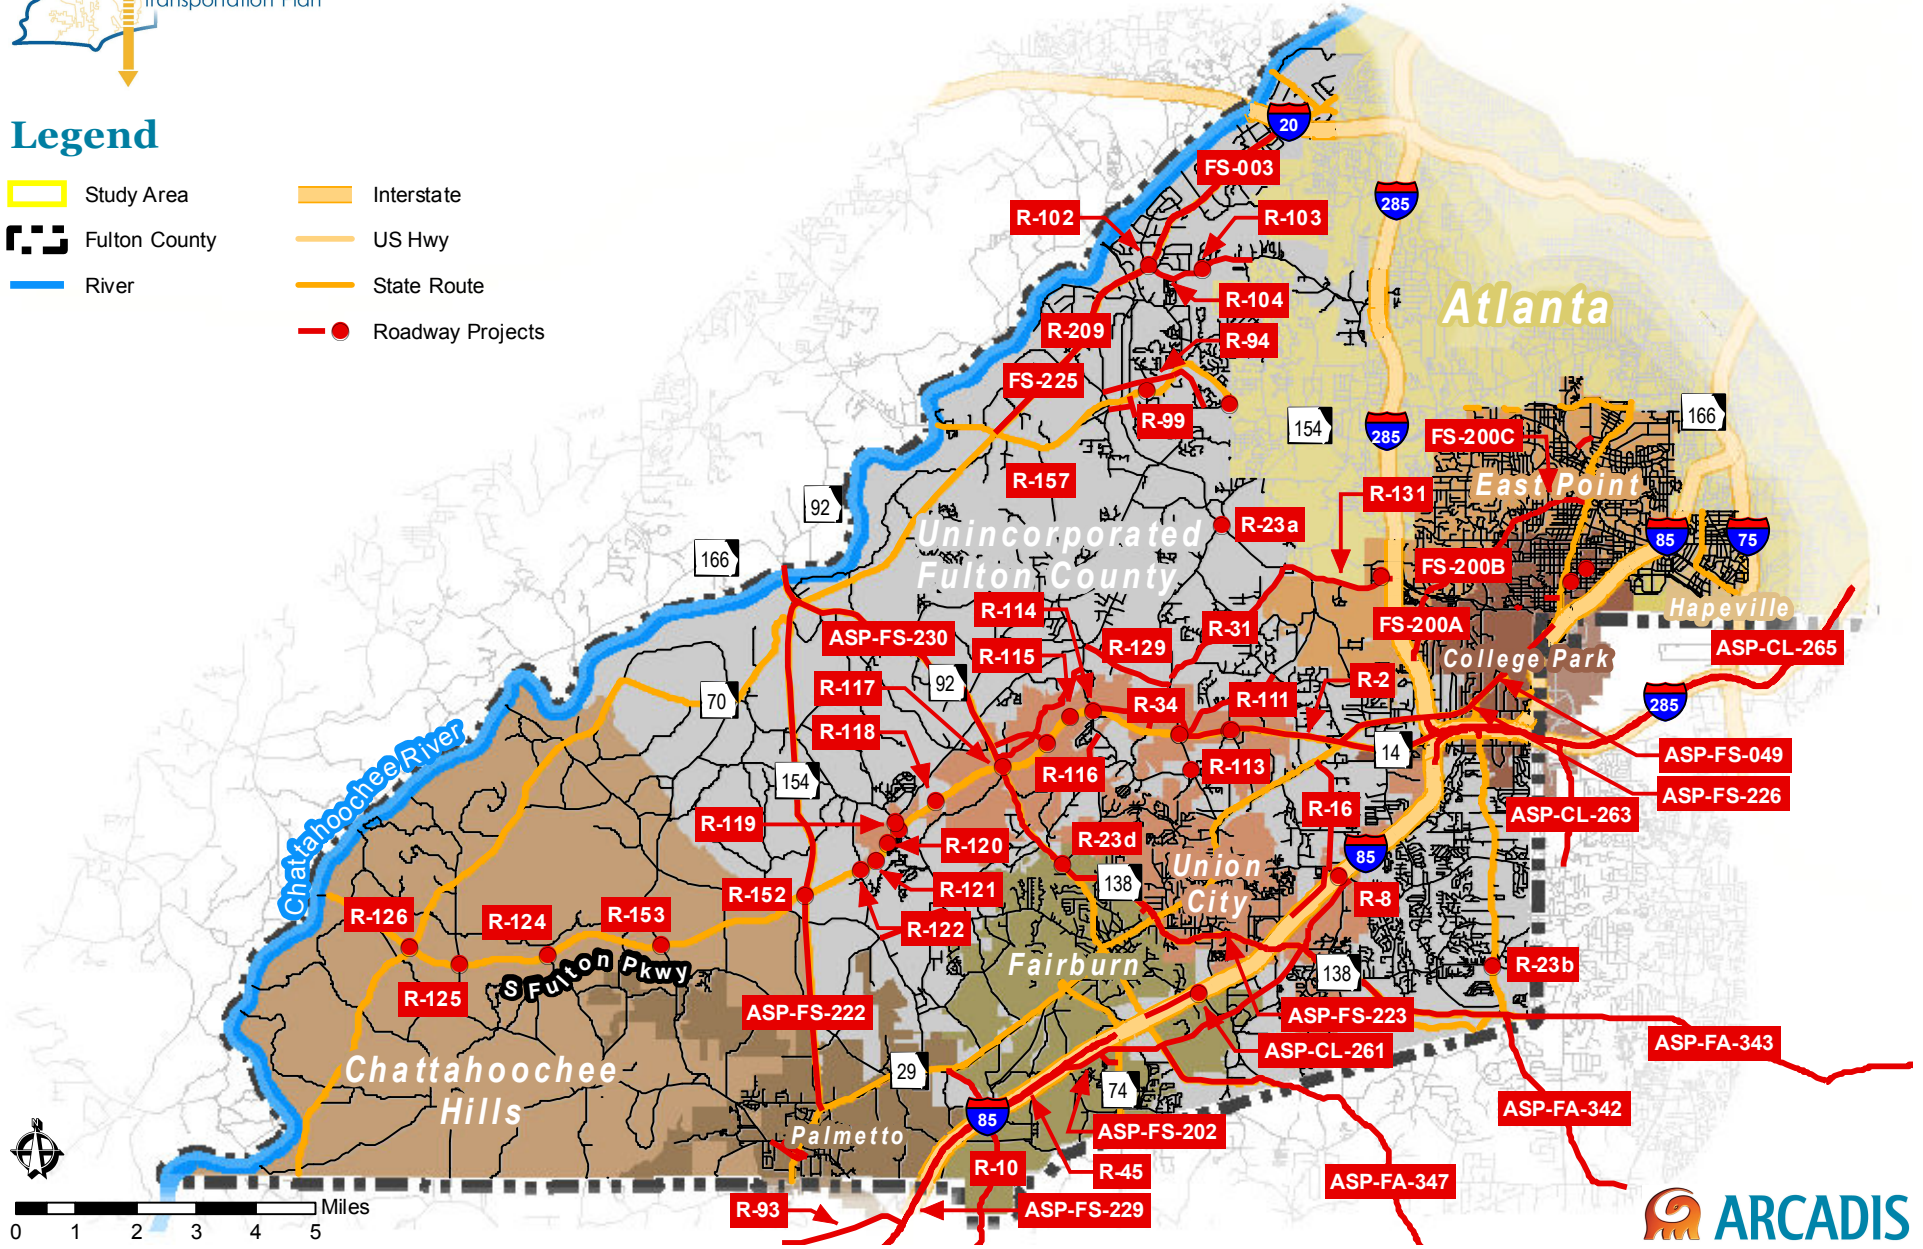 Transportation Plan
Legend
Study Area
Fulton County
River
Interstate
US Hwy
State Route
Roadway Projects
20
FS-003
285
R-102
R-103
R-104
Atlanta
R-209
R-94
FS-225
R-99
154
285
166
FS-200C
R-157
East Point
R-131
92
R-23a
Unincorporated
Fulton County
85
75
166
FS-200B
R-114
Hapeville
ASP-FS-230
R-31
FS-200A
R-129
R-115
College Park
ASP-CL-265
92
R-117
R-2
70
R-34
R-111
285
R-118
14
ASP-FS-049
Chattahoochee River
154
R-116
R-113
ASP-FS-226
R-16
ASP-CL-263
R-119
R-23d
R-120
85
Union
City
138
R-121
R-152
R-8
R-126
R-124
R-153
R-122
Fairburn
R-23b
S Fulton Pkwy
138
R-125
ASP-FS-222
ASP-FS-223
ASP-FA-343
ASP-CL-261
Chattahoochee
Hills
29
74
ASP-FA-342
85
Palmetto
ASP-FS-202
R-10
R-45
ASP-FA-347
R-93
ASP-FS-229
Miles
0 1 2 3 4 5
N
ARCADIS